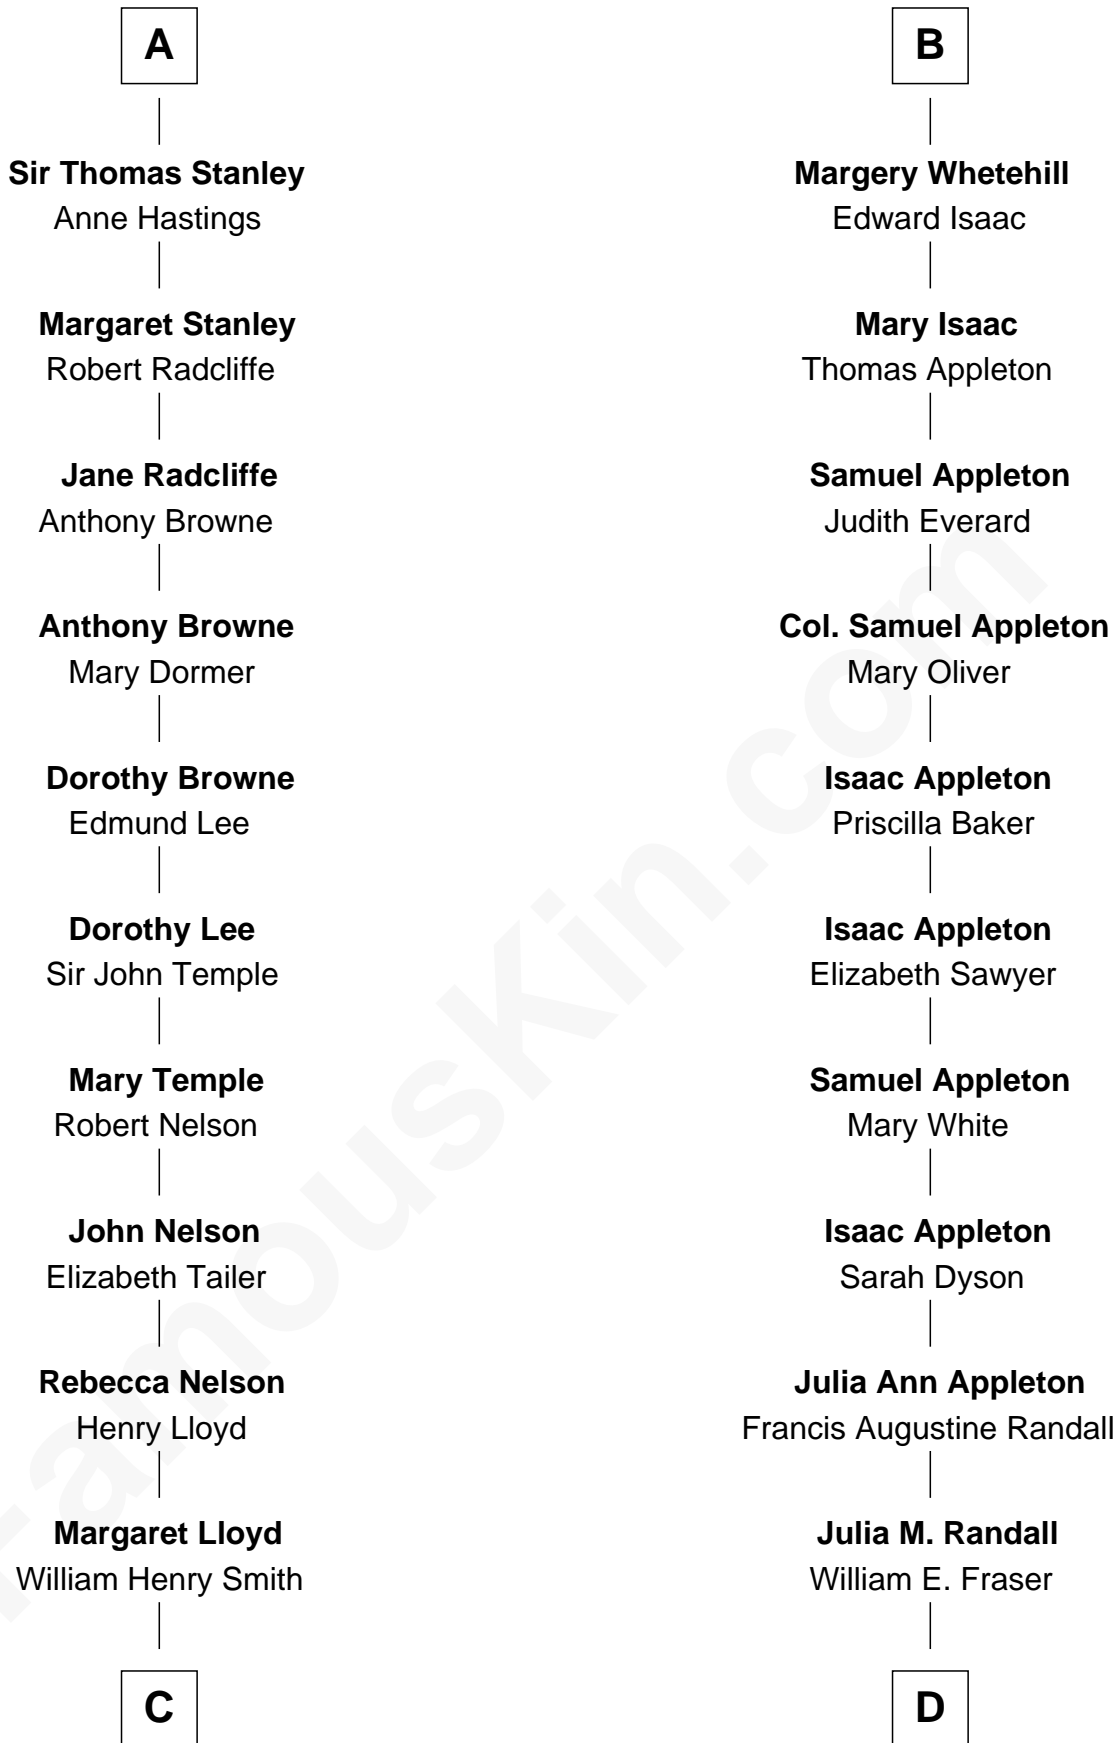 A
Sir Thomas Stanley
Anne Hastings
Margaret Stanley
Robert Radcliffe
Jane Radcliffe
Anthony Browne
Anthony Browne
Mary Dormer
Dorothy Browne
Edmund Lee
Dorothy Lee
Sir John Temple
Mary Temple
Robert Nelson
John Nelson
Elizabeth Tailer
Rebecca Nelson
Henry Lloyd
Margaret Lloyd
William Henry Smith
C
B
Margery Whetehill
Edward Isaac
Mary Isaac
Thomas Appleton
Samuel Appleton
Judith Everard
Col. Samuel Appleton
Mary Oliver
Isaac Appleton
Priscilla Baker
Isaac Appleton
Elizabeth Sawyer
Samuel Appleton
Mary White
Isaac Appleton
Sarah Dyson
Julia Ann Appleton
Francis Augustine Randall
Julia M. Randall
William E. Fraser
D
FamousKin.com